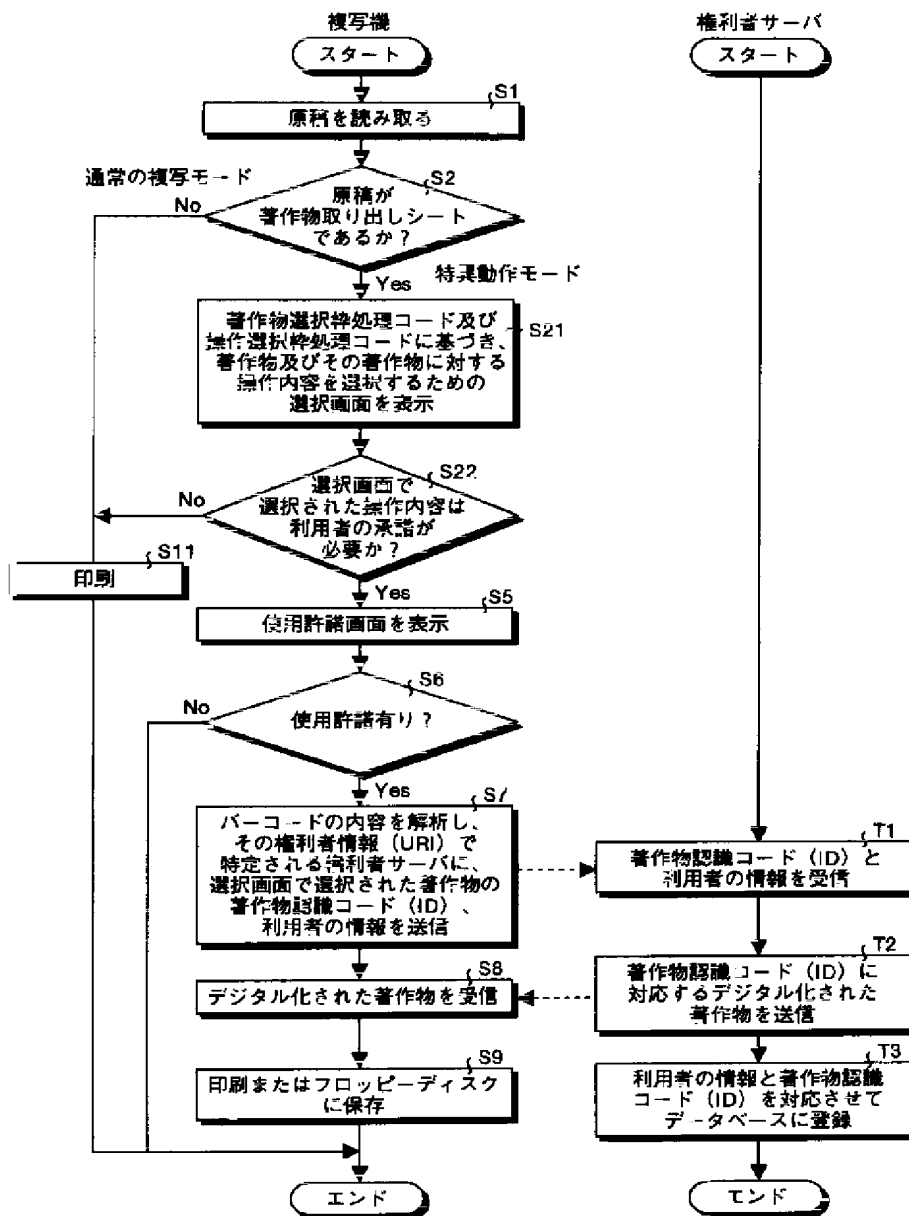 複写機
スタート
S1
原稿を読み取る
通常の複写モード
S2
No
原稿が
著作物取り出しシート
であるか？
Yes
特異動作モード
S21
著作物選択枠処理コード及び
操作選択枠処理コードに基づき、
著作物及びその著作物に対する
操作内容を選択するための
選択画面を表示
S22
No
選択画面で
選択された操作内容は
利用者の承諾が
必要か？
S11
印刷
Yes
S5
使用許諾画面を表示
S6
No
使用許諾有り？
Yes
S7
バーコードの内容を解析し、
その権利者情報（URI）で
特定される権利者サーバに、
選択画面で選択された著作物の
著作物認識コード（ID）、
利用者の情報を送信
S8
デジタル化された著作物を受信
S9
印刷またはフロッピーディスク
に保存
エンド
権利者サーバ
スタート
T1
著作物認識コード（ID）と
利用者の情報を受信
T2
著作物認識コード（ID）に
対応するデジタル化された
著作物を送信
T3
利用者の情報と著作物認識
コード（ID）を対応させて
データベースに登録
エンド